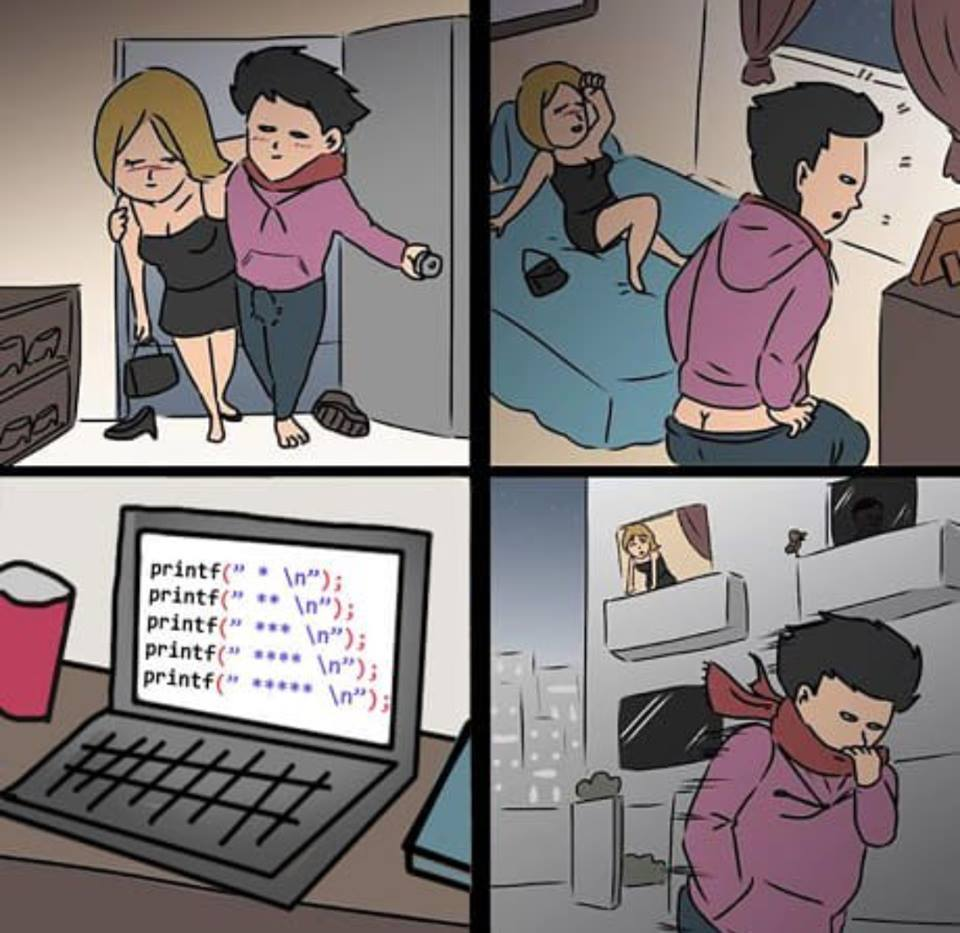 printf(” * \n”);
printf(” ** \n”);
printf(” *** \n”);
printf(” **** \n”);
printf(” ***** \n”);